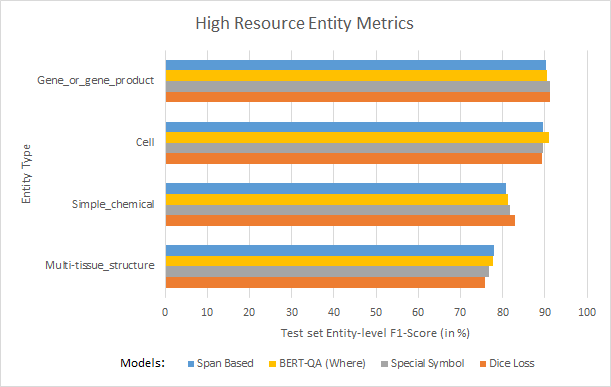 High Resource Entity Metrics
Entity Type
Gene_or_gene_product
Cell
Simple_chemical
Multi-tissue_structure
0 10 20 30 40 50 60 70 80 90 100
Test set Entity-level F1-Score (in %)
Models: Span Based BERT-QA (Where) Special Symbol Dice Loss